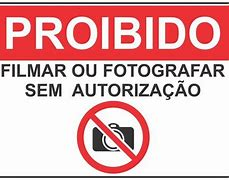 PROIBIDO
FILMAR OU FOTOGRAFAR
SEM AUTORIZAÇÃO